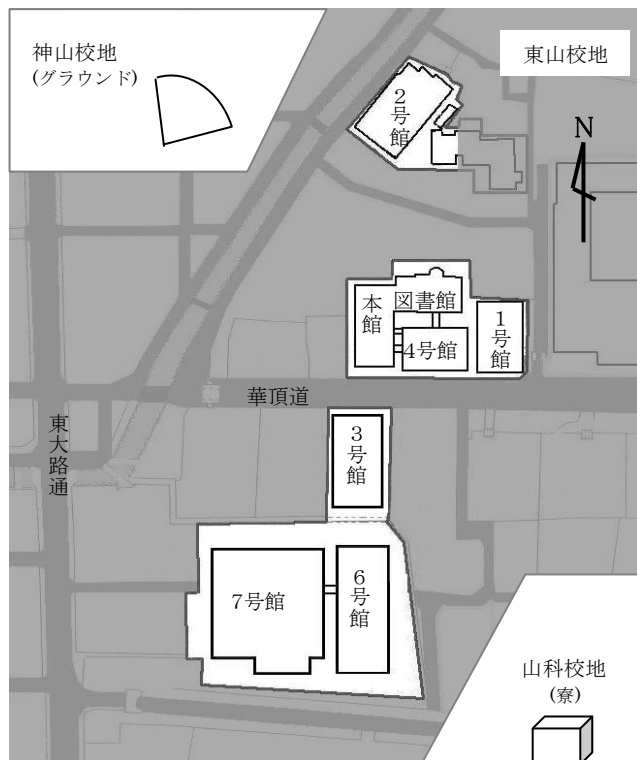 神山校地
(グラウンド)
東山校地
2号館
N
本館
図書館
4号館
1号館
華頂道
東大路通
3号館
7号館
6号館
山科校地
(寮)